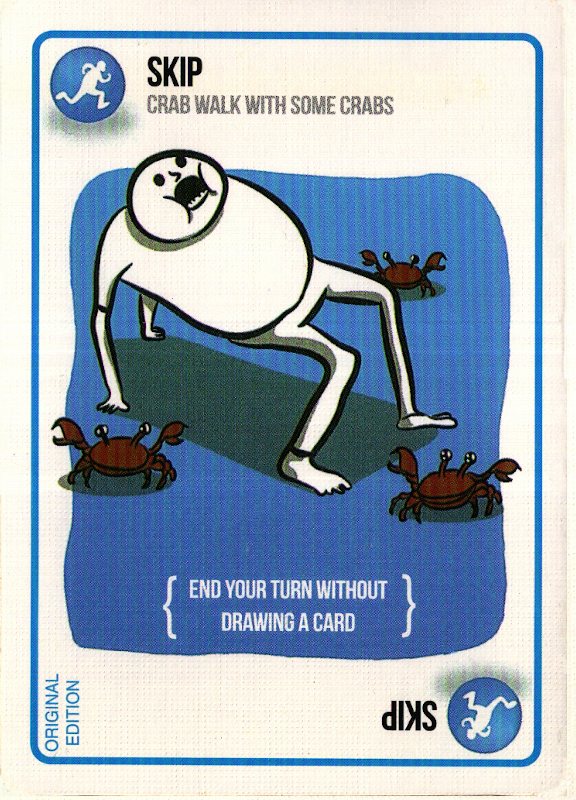 SKIP
CRAB WALK WITH SOME CRABS
{ END YOUR TURN WITHOUT
DRAWING A CARD }
ORIGINAL
EDITION
SKIP